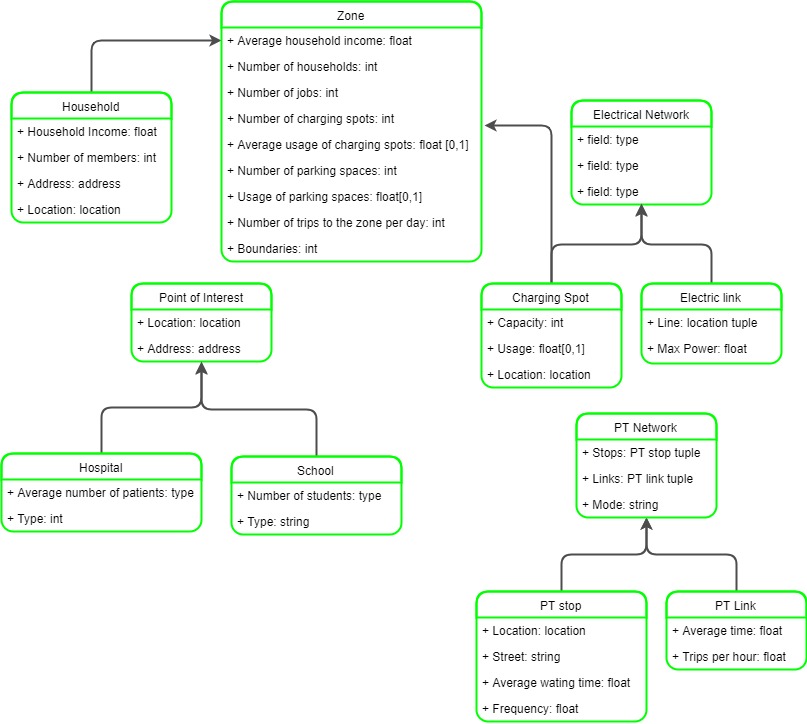 Zone
+ Average household income: float
+ Number of households: int
+ Number of jobs: int
+ Number of charging spots: int
+ Average usage of charging spots: float [0,1]
+ Number of parking spaces: int
+ Usage of parking spaces: float[0,1]
+ Number of trips to the zone per day: int
+ Boundaries: int
Household
+ Household Income: float
+ Number of members: int
+ Address: address
+ Location: location
Electrical Network
+ field: type
+ field: type
+ field: type
Point of Interest
+ Location: location
+ Address: address
Charging Spot
+ Capacity: int
+ Usage: float[0,1]
+ Location: location
Electric link
+ Line: location tuple
+ Max Power: float
Hospital
+ Average number of patients: type
+ Type: int
School
+ Number of students: type
+ Type: string
PT Network
+ Stops: PT stop tuple
+ Links: PT link tuple
+ Mode: string
PT stop
+ Location: location
+ Street: string
+ Average wating time: float
+ Frequency: float
PT Link
+ Average time: float
+ Trips per hour: float